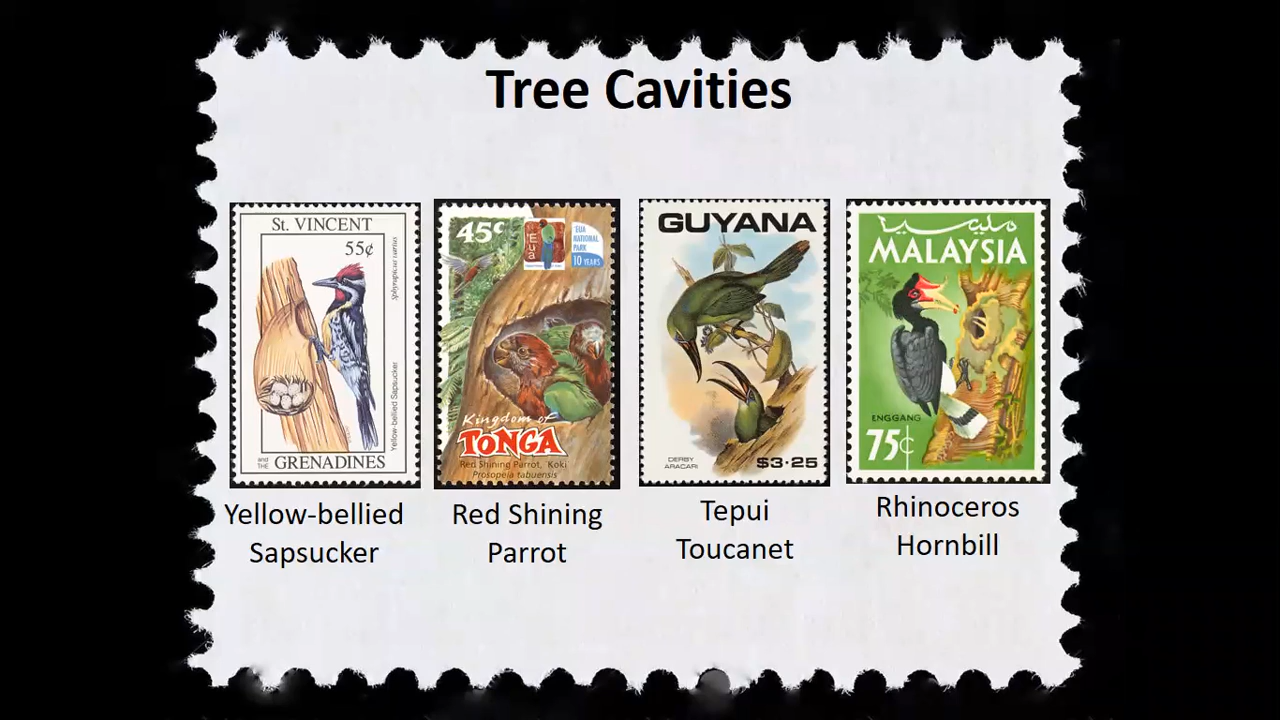 Tree Cavities
St. VINCENT
55¢
Sphyrapicus varius
Yellow-bellied Sapsucker
and THE
GRENADINES
45c
'Eua
'EUA
NATIONAL
PARK
10 YEARS
Kingdom of
TONGA
Red Shining Parrot, Koki
Prosopeia tabuensis
GUYANA
DERBY
ARACARI
$3·25
مليسيا
MALAYSIA
ENGGANG
75¢
Yellow-bellied
Sapsucker
Red Shining
Parrot
Tepui
Toucanet
Rhinoceros
Hornbill